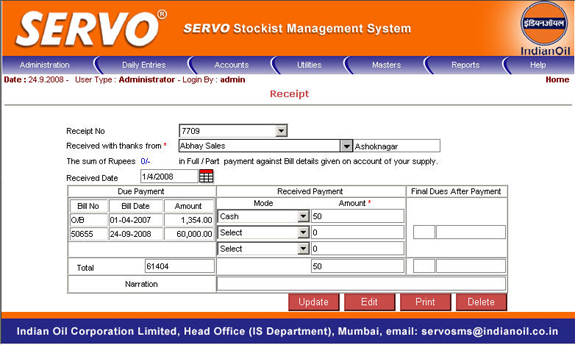 SERVO®
SERVO Stockist Management System
इंडियनऑयल
IndianOil
Administration Daily Entries Accounts Utilities Masters Reports Help
Date : 24.9.2008 - User Type : Administrator - Login By : admin Home
Receipt
Receipt No 7709
Received with thanks from * Abhay Sales Ashoknagar
The sum of Rupees 0/- in Full / Part payment against Bill details given on account of your supply.
Received Date 1/4/2008
Due Payment Received Payment Final Dues After Payment
Bill No Bill Date Amount Mode Amount *
O/B 01-04-2007 1,354.00 Cash 50
50655 24-09-2008 60,000.00 Select 0
Select 0
Total 61404 50
Narration
Update Edit Print Delete
Indian Oil Corporation Limited, Head Office (IS Department), Mumbai, email: servosms@indianoil.co.in